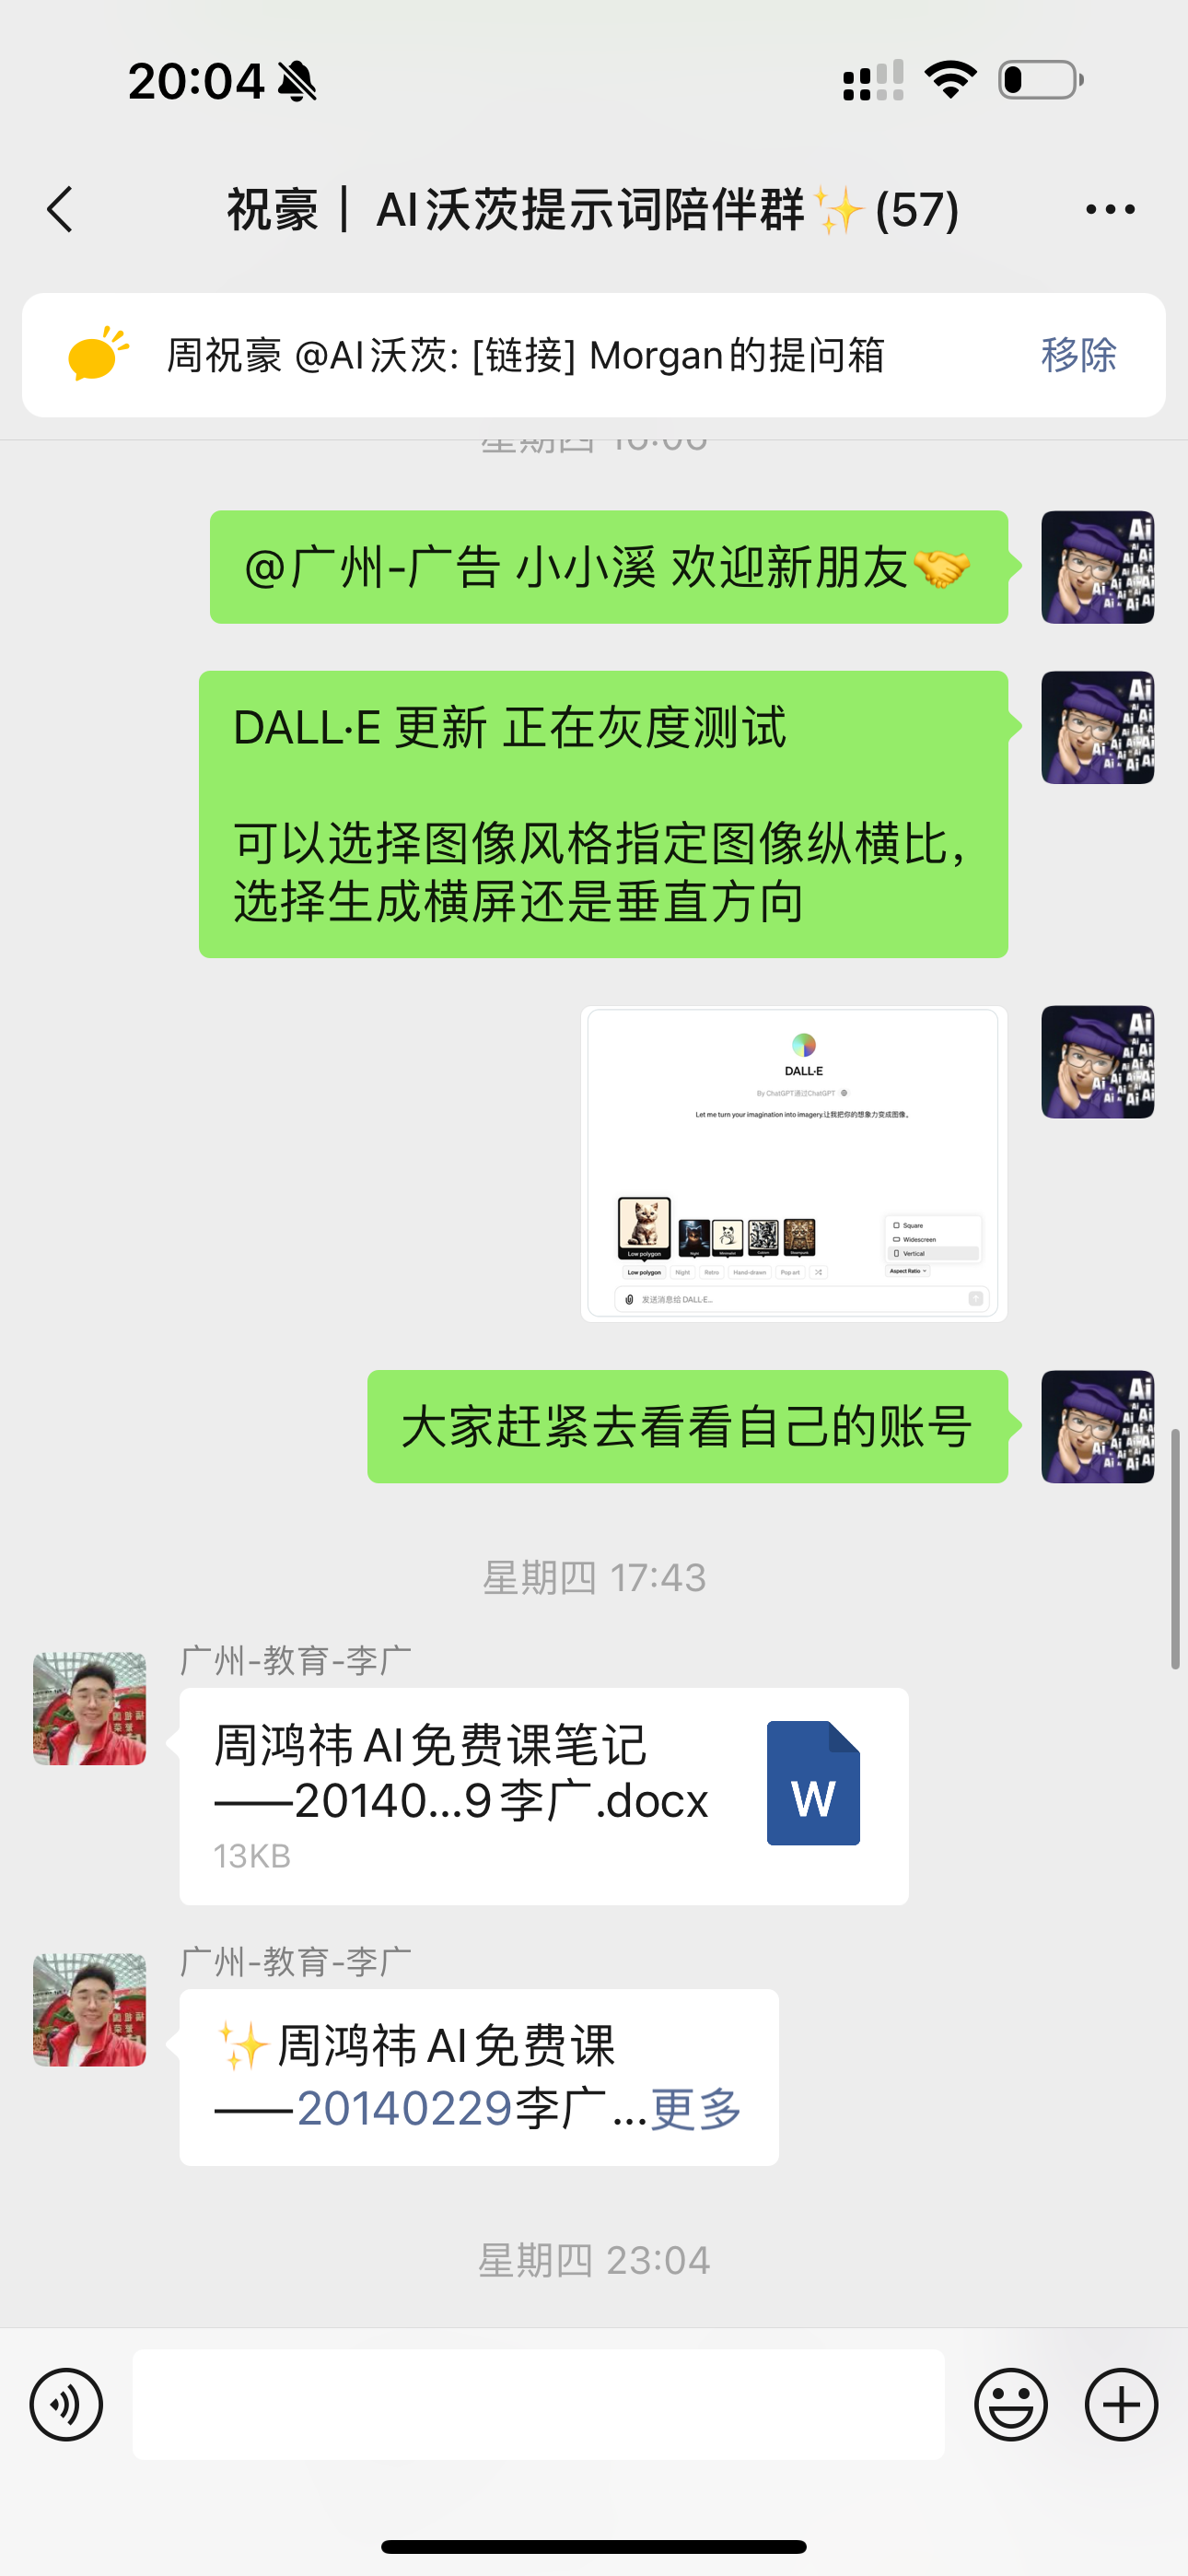 20:04
祝豪｜ AI沃茨提示词陪伴群✨(57)
周祝豪 @AI沃茨: [链接] Morgan的提问箱
移除
@广州-广告 小小溪 欢迎新朋友🤝
DALL·E 更新 正在灰度测试
可以选择图像风格指定图像纵横比，
选择生成横屏还是垂直方向
DALL·E
By ChatGPT通过ChatGPT
Let me turn your imagination into imagery.让我把你的想象力变成图像。
Low polygon
Night
Minimalist
Custom
Steampunk
Square
Widescreen
Vertical
Low polygon
Night
Retro
Hand-drawn
Pop art
Aspect Ratio
发送消息给 DALL·E...
大家赶紧去看看自己的账号
星期四 17:43
广州-教育-李广
周鸿祎AI免费课笔记
——20140...9李广.docx
13KB
W
广州-教育-李广
✨周鸿祎AI免费课
——20140229李广...更多
星期四 23:04